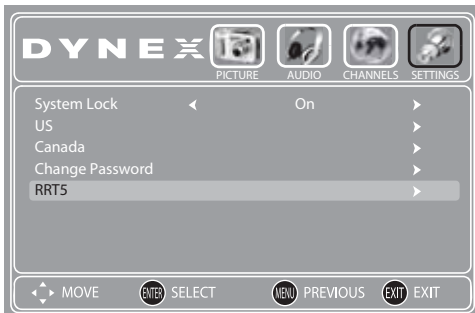 DYNEX
PICTURE AUDIO CHANNELS SETTINGS
System Lock On
US
Canada
Change Password
RRT5
MOVE ENTER SELECT MENU PREVIOUS EXIT EXIT